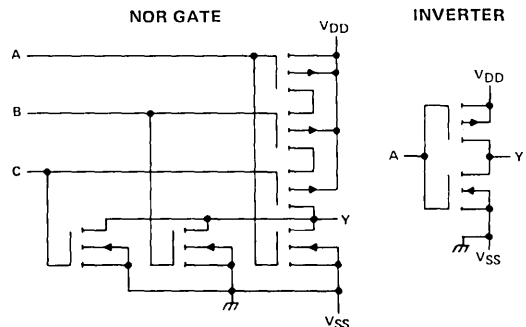 NOR GATE
INVERTER
VDD
A
B
C
Y
VSS
VDD
A
Y
VSS